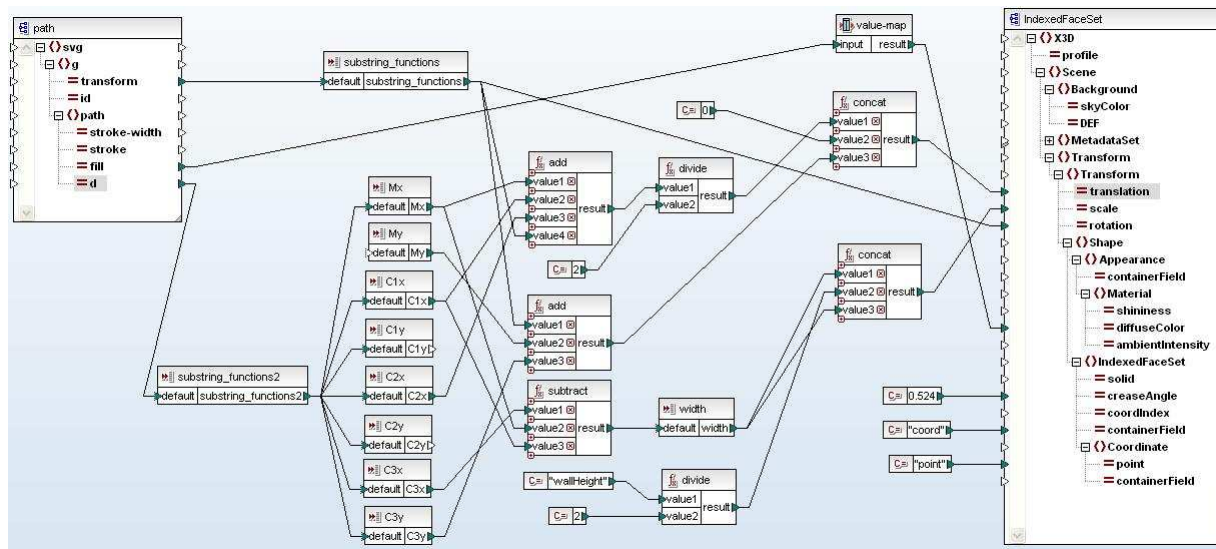 path
svg
g
transform
id
path
stroke-width
stroke
fill
d
substring_functions
default substring_functions
substring_functions2
default substring_functions2
Mx
default Mx
My
default My
C1x
default C1x
C1y
default C1y
C2x
default C2x
C2y
default C2y
C3x
default C3x
C3y
default C3y
add
value1
value2 result
value3
value4
C= 2
add
value1
value2 result
value3
subtract
value1
value2 result
value3
C= "wallHeight"
C= 2
divide
value1 result
value2
width
default width
divide
value1 result
value2
C= 0
value-map
input result
concat
value1
value2 result
value3
concat
value1
value2 result
value3
C= 0.524
C= "coord"
C= "point"
IndexedFaceSet
X3D
profile
Scene
Background
skyColor
DEF
MetadataSet
Transform
Transform
translation
scale
rotation
Shape
Appearance
containerField
Material
shininess
diffuseColor
ambientIntensity
IndexedFaceSet
solid
creaseAngle
coordIndex
containerField
Coordinate
point
containerField